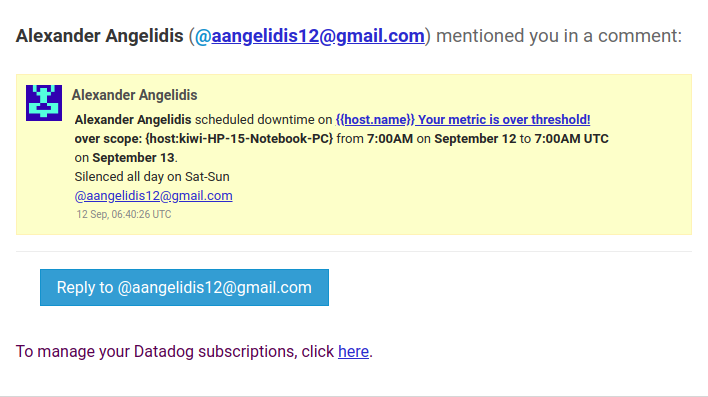 Alexander Angelidis (@aangelidis12@gmail.com) mentioned you in a comment:
Alexander Angelidis
Alexander Angelidis scheduled downtime on {{host.name}} Your metric is over threshold!
over scope: {host:kiwi-HP-15-Notebook-PC} from 7:00AM on September 12 to 7:00AM UTC
on September 13.
Silenced all day on Sat-Sun
@aangelidis12@gmail.com
12 Sep, 06:40:26 UTC
Reply to @aangelidis12@gmail.com
To manage your Datadog subscriptions, click here.